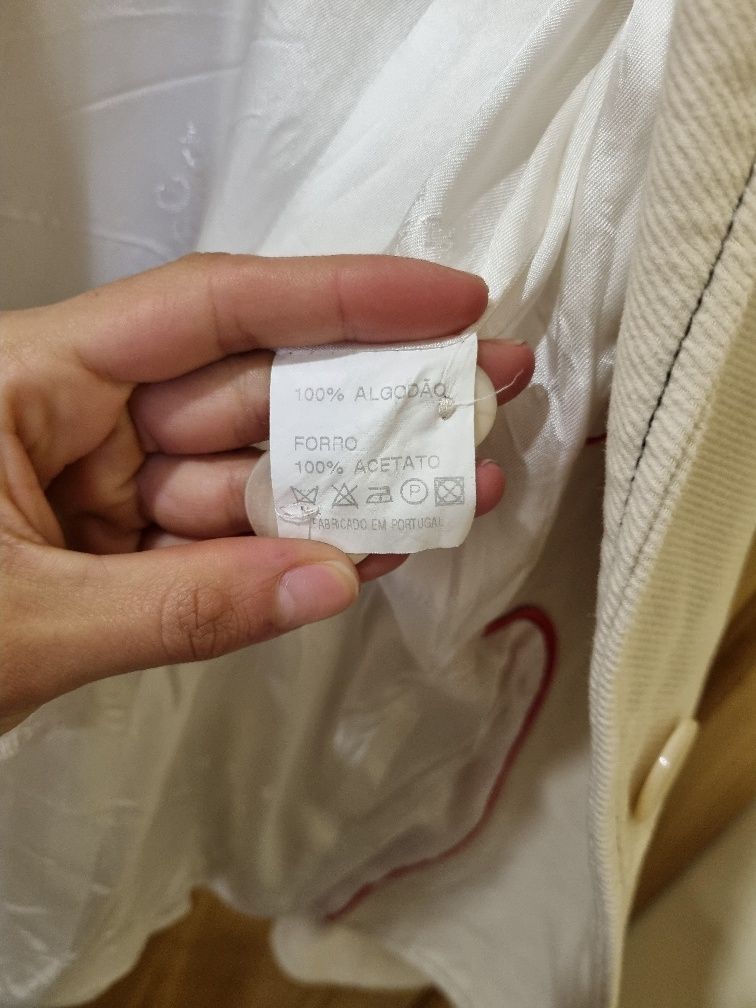 100% ALGODÃO
FORRO
100% ACETATO
P
FABRICADO EM PORTUGAL